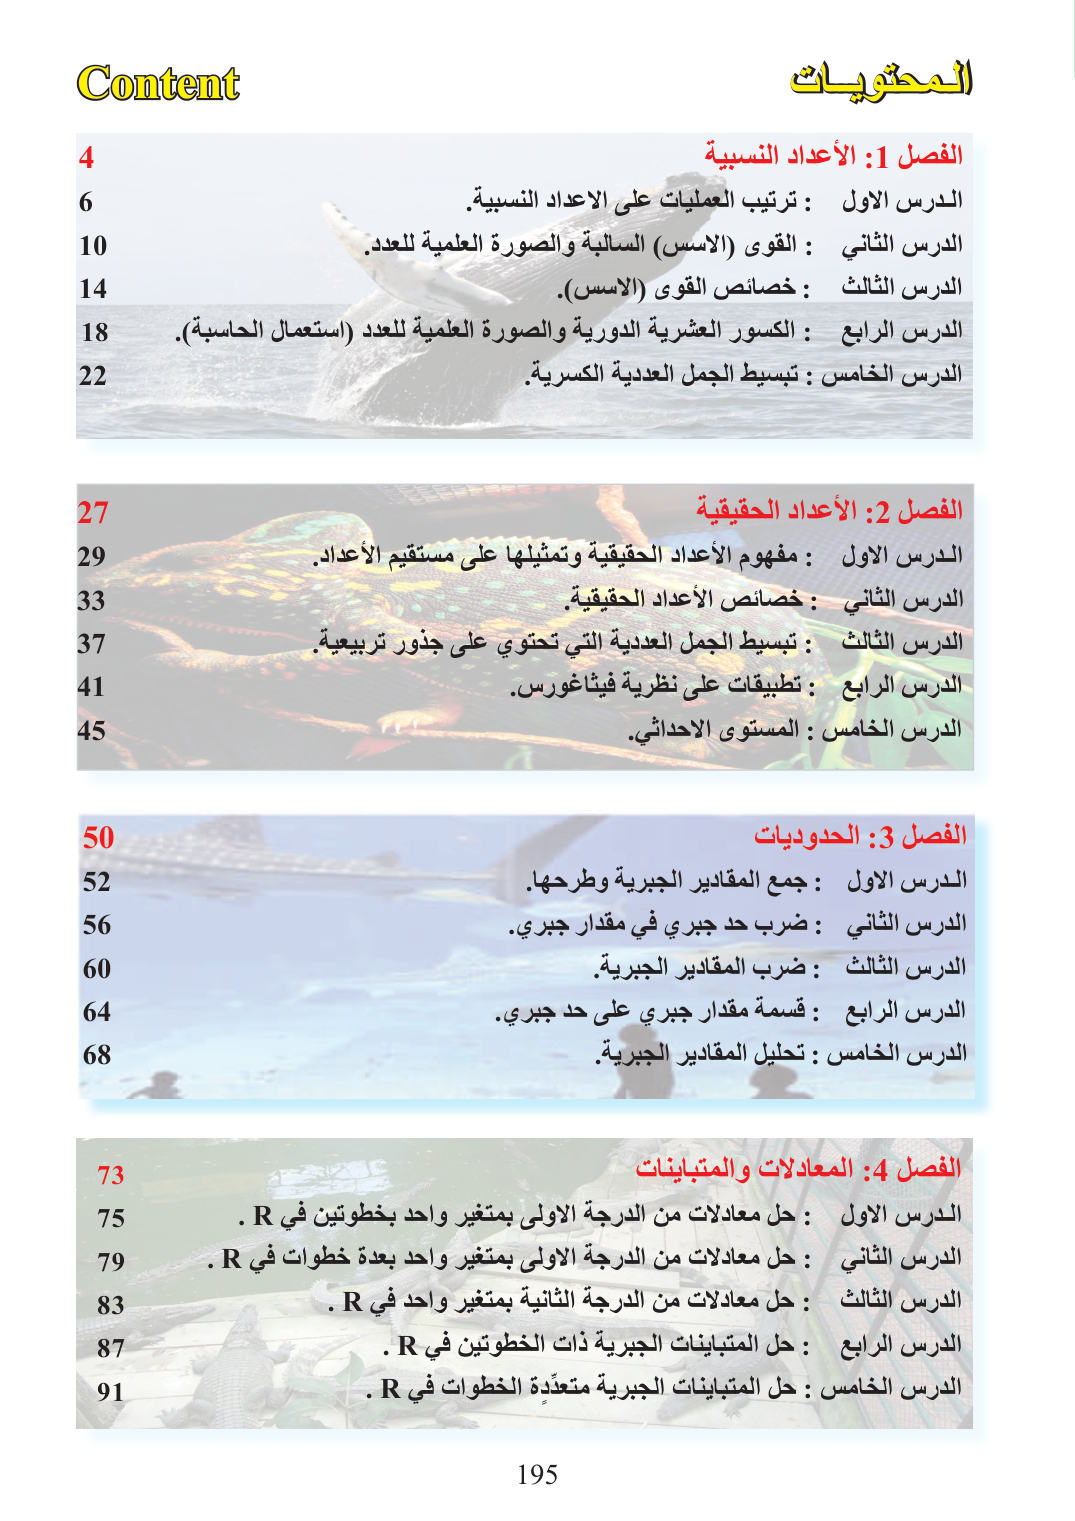 المحتويات
Content
الفصل 1: الأعداد النسبية 4
الدرس الاول : ترتيب العمليات على الاعداد النسبية. 6
الدرس الثاني : القوى (الاسس) السالبة والصورة العلمية للعدد. 10
الدرس الثالث : خصائص القوى (الاسس). 14
الدرس الرابع : الكسور العشرية الدورية والصورة العلمية للعدد (استعمال الحاسبة). 18
الدرس الخامس : تبسيط الجمل العددية الكسرية. 22
الفصل 2: الأعداد الحقيقية 27
الدرس الاول : مفهوم الأعداد الحقيقية وتمثيلها على مستقيم الأعداد. 29
الدرس الثاني : خصائص الأعداد الحقيقية. 33
الدرس الثالث : تبسيط الجمل العددية التي تحتوي على جذور تربيعية. 37
الدرس الرابع : تطبيقات على نظرية فيثاغورس. 41
الدرس الخامس : المستوى الاحداثي. 45
الفصل 3: الحدوديات 50
الدرس الاول : جمع المقادير الجبرية وطرحها. 52
الدرس الثاني : ضرب حد جبري في مقدار جبري. 56
الدرس الثالث : ضرب المقادير الجبرية. 60
الدرس الرابع : قسمة مقدار جبري على حد جبري. 64
الدرس الخامس : تحليل المقادير الجبرية. 68
الفصل 4: المعادلات والمتباينات 73
الدرس الاول : حل معادلات من الدرجة الاولى بمتغير واحد بخطوتين في R . 75
الدرس الثاني : حل معادلات من الدرجة الاولى بمتغير واحد بعدة خطوات في R . 79
الدرس الثالث : حل معادلات من الدرجة الثانية بمتغير واحد في R . 83
الدرس الرابع : حل المتباينات الجبرية ذات الخطوتين في R . 87
الدرس الخامس : حل المتباينات الجبرية متعدِّدٍة الخطوات في R . 91
195